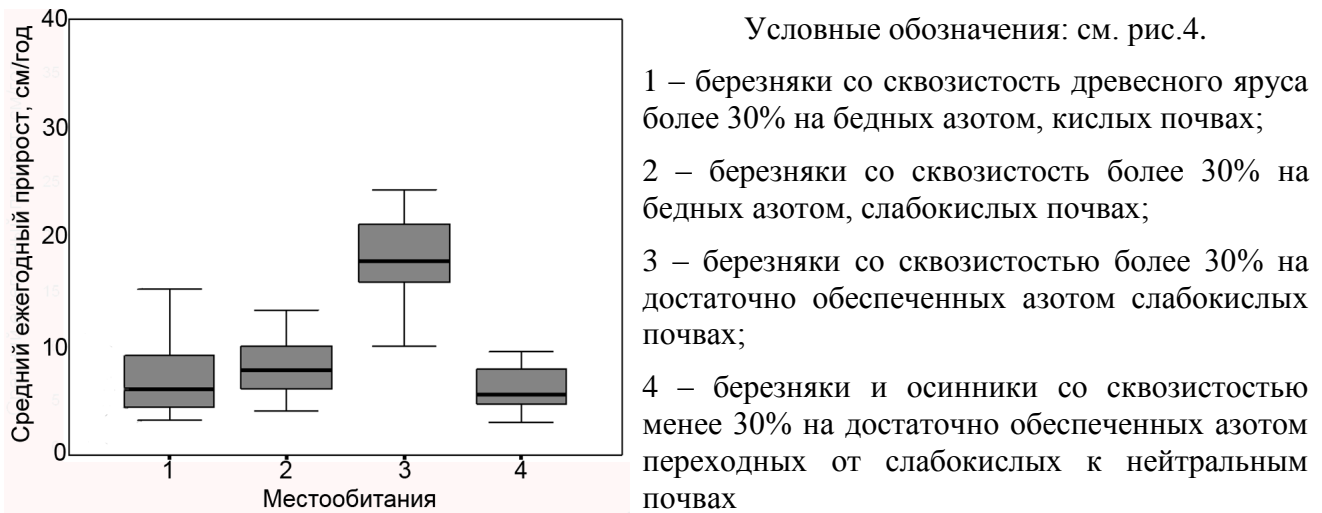 40
30
20
10
0
Средний ежегодный прирост, см/год
1 2 3 4
Местообитания
Условные обозначения: см. рис.4.
1 – березняки со сквозистость древесного яруса
более 30% на бедных азотом, кислых почвах;
2 – березняки со сквозистость более 30% на
бедных азотом, слабокислых почвах;
3 – березняки со сквозистостью более 30% на
достаточно обеспеченных азотом слабокислых
почвах;
4 – березняки и осинники со сквозистостью
менее 30% на достаточно обеспеченных азотом
переходных от слабокислых к нейтральным
почвах